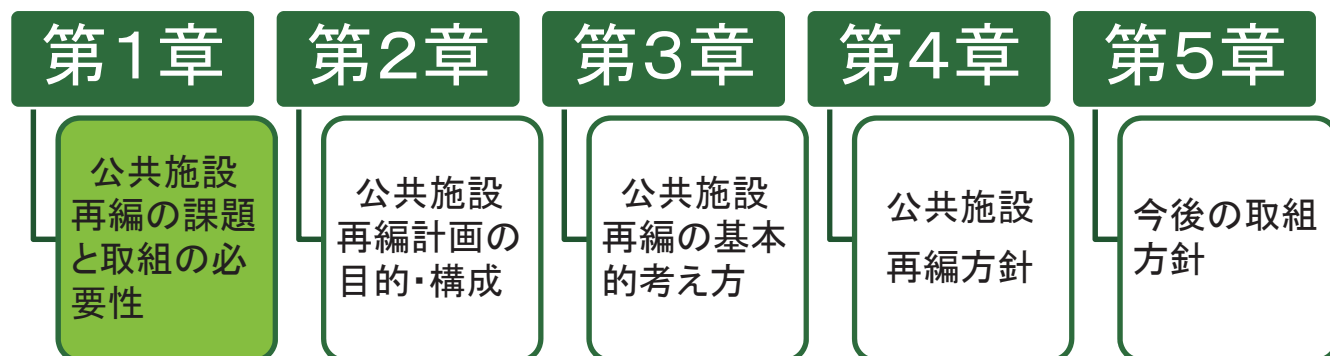 第1章
公共施設
再編の課題
と取組の必
要性
第2章
公共施設
再編計画の
目的・構成
第3章
公共施設
再編の基本
的考え方
第4章
公共施設
再編方針
第5章
今後の取組
方針